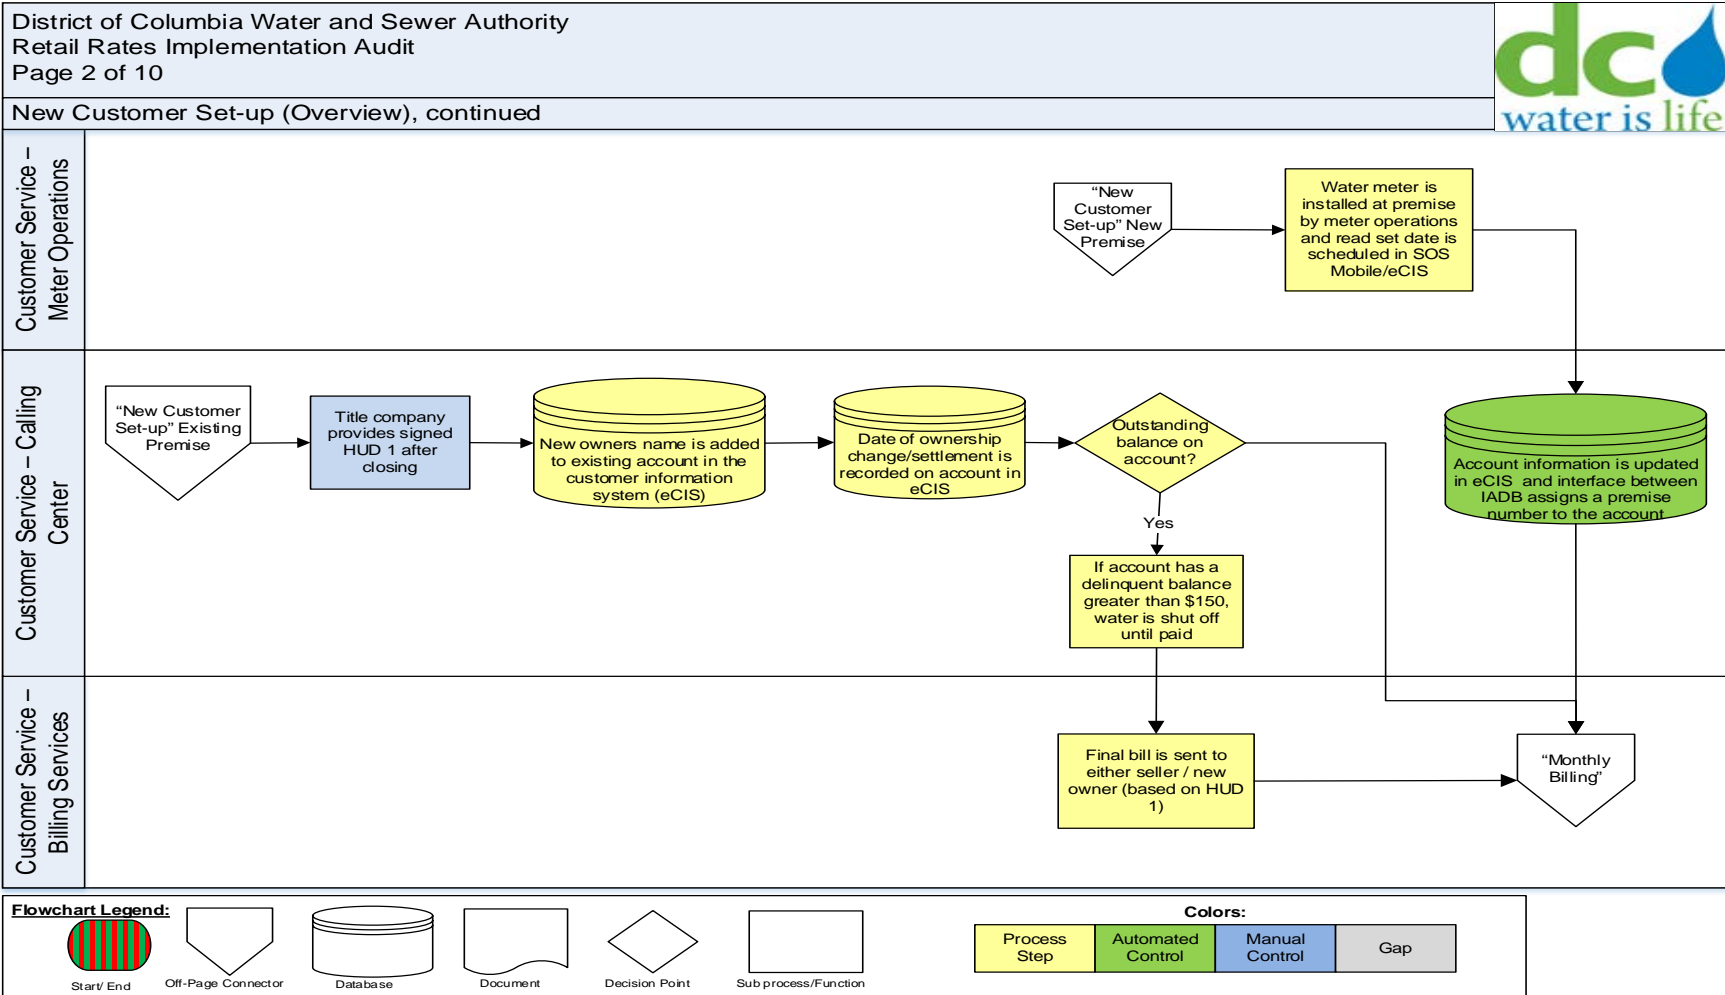 District of Columbia Water and Sewer Authority
Retail Rates Implementation Audit
Page 2 of 10
dc
water is life
New Customer Set-up (Overview), continued
Customer Service –
Meter Operations
“New
Customer
Set-up” New
Premise
Water meter is
installed at premise
by meter operations
and read set date is
scheduled in SOS
Mobile/eCIS
Customer Service – Calling
Center
“New Customer
Set-up” Existing
Premise
Title company
provides signed
HUD 1 after
closing
New owners name is added
to existing account in the
customer information
system (eCIS)
Date of ownership
change/settlement is
recorded on account in
eCIS
Outstanding
balance on
account?
Yes
If account has a
delinquent balance
greater than $150,
water is shut off
until paid
Account information is updated
in eCIS and interface between
IADB assigns a premise
number to the account
Customer Service –
Billing Services
Final bill is sent to
either seller / new
owner (based on HUD
1)
“Monthly
Billing”
Flowchart Legend:
Start/ End
Off-Page Connector
Database
Document
Decision Point
Sub process/Function
Colors:
Process
Step
Automated
Control
Manual
Control
Gap